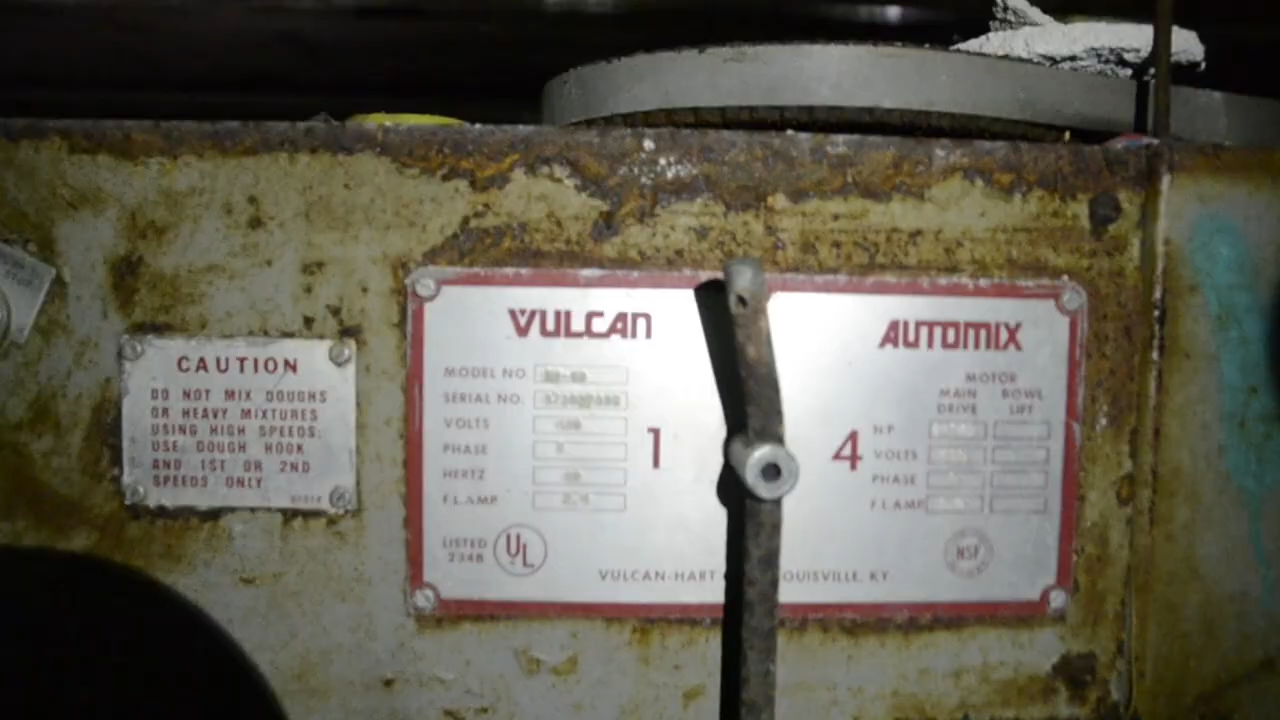 CAUTION
DO NOT MIX DOUGHS
OR HEAVY MIXTURES
USING HIGH SPEEDS.
USE DOUGH HOOK
AND 1ST OR 2ND
SPEEDS ONLY
VULCAN
AUTOMIX
MODEL NO.
SERIAL NO.
VOLTS
PHASE
HERTZ
F.L. AMP
1
4
MOTOR
MAIN DRIVE
BOWL LIFT
H.P.
VOLTS
PHASE
F.L. AMP
LISTED
234B
UL
NSF
VULCAN-HART OUISVILLE, KY